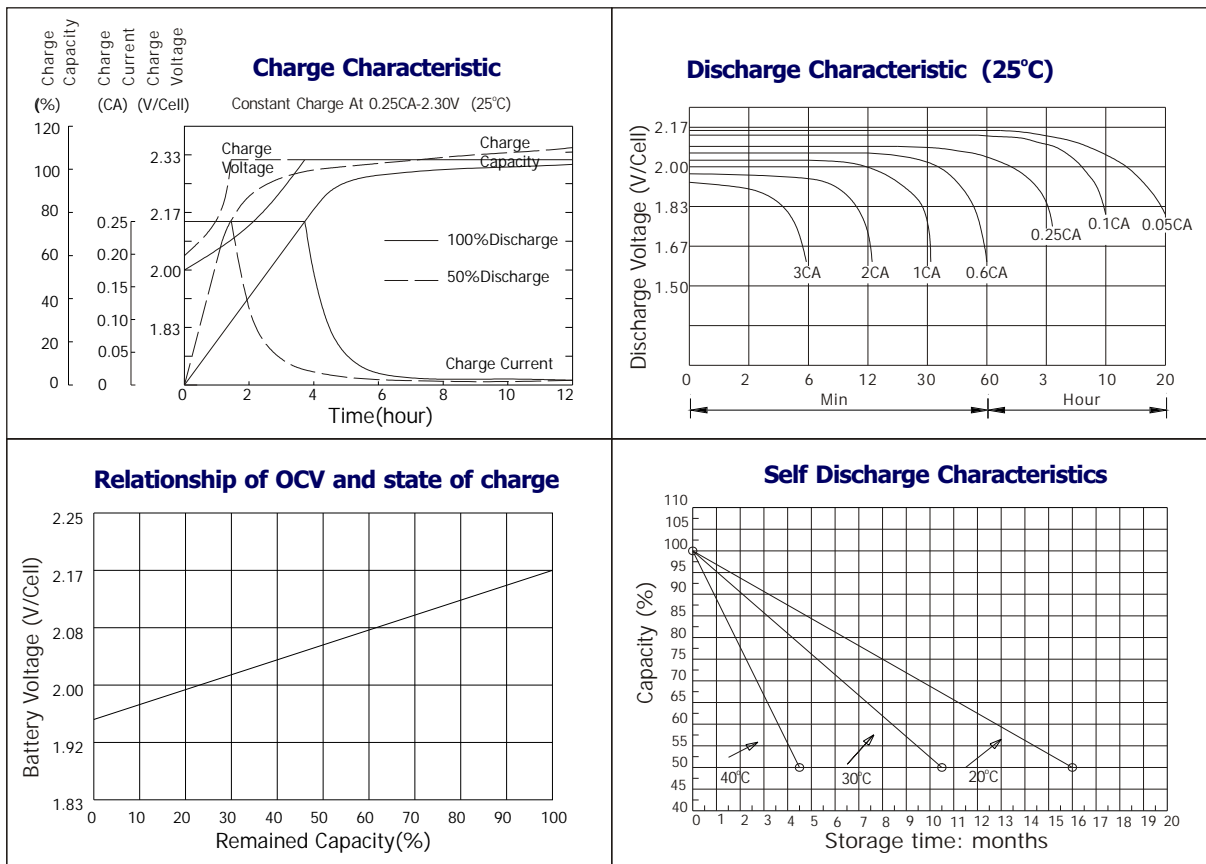 Charge Capacity
Charge Current
Charge Voltage
(%) (CA) (V/Cell)
Charge Characteristic
Constant Charge At 0.25CA-2.30V (25°C)
120
100
80
60
40
20
0
0.25
0.20
0.15
0.10
0.05
0
2.33
2.17
2.00
1.83
Charge Voltage
Charge Capacity
100%Discharge
50%Discharge
Charge Current
0 2 4 6 8 10 12
Time(hour)
Discharge Characteristic (25°C)
Discharge Voltage (V/Cell)
2.17
2.00
1.83
1.67
1.50
3CA 2CA 1CA 0.6CA 0.25CA 0.1CA 0.05CA
0 2 6 12 30 60 3 10 20
Min Hour
Relationship of OCV and state of charge
Battery Voltage (V/Cell)
2.25
2.17
2.08
2.00
1.92
1.83
0 10 20 30 40 50 60 70 80 90 100
Remained Capacity(%)
Self Discharge Characteristics
Capacity (%)
110
105
100
95
90
85
80
75
70
65
60
55
50
45
40
40°C 30°C 20°C
0 1 2 3 4 5 6 7 8 9 10 11 12 13 14 15 16 17 18 19 20
Storage time: months